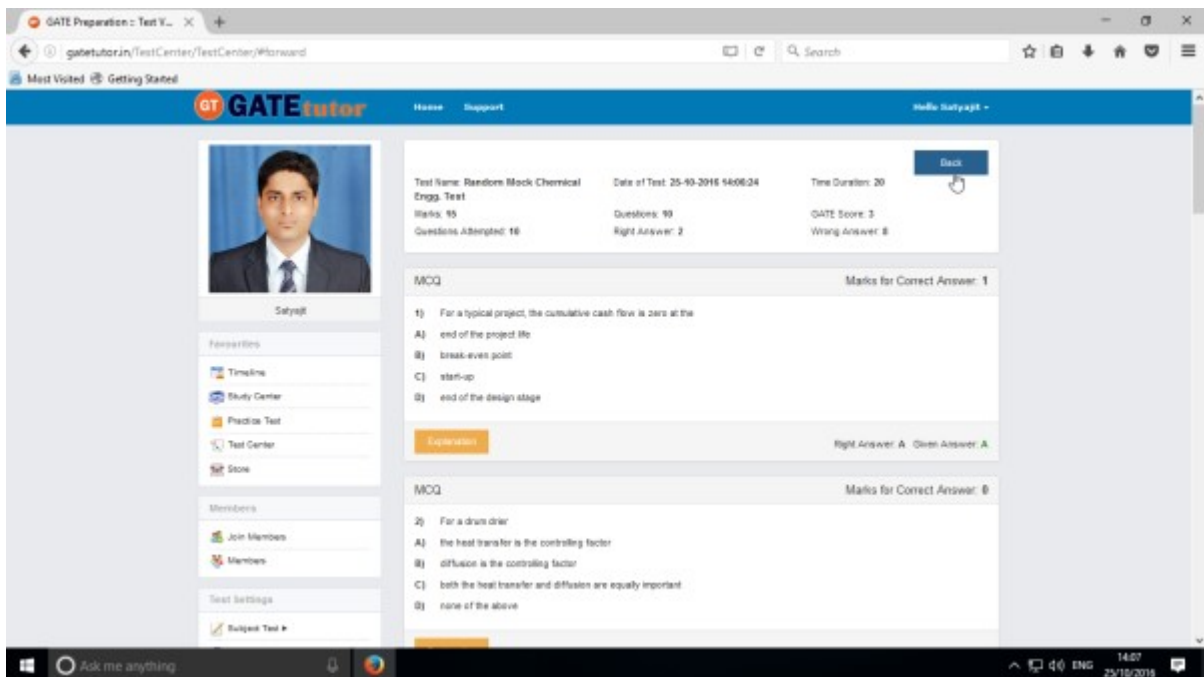 GATE Preparation :: Test V...
gatetutor.in/TestCenter/TestCenter/#forward
Search
Most Visited
Getting Started
GT GATEtutor
Home
Support
Hello Satyajit
Back
Test Name: Random Mock Chemical Engg. Test
Date of Test: 25-10-2016 14:06:24
Time Duration: 20
Marks: 15
Questions: 10
GATE Score: 3
Questions Attempted: 10
Right Answer: 2
Wrong Answer: 8
Satyajit
Favourites
Timeline
Study Center
Practice Test
Test Center
Store
Members
Join Members
Members
Test Settings
Subject Test
MCQ
Marks for Correct Answer: 1
1) For a typical project, the cumulative cash flow is zero at the
A) end of the project life
B) break-even point
C) start-up
D) end of the design stage
Explanation
Right Answer: A Given Answer: A
MCQ
Marks for Correct Answer: 0
2) For a drum drier
A) the heat transfer is the controlling factor
B) diffusion is the controlling factor
C) both the heat transfer and diffusion are equally important
D) none of the above
Ask me anything
ENG
14:07
25/10/2016